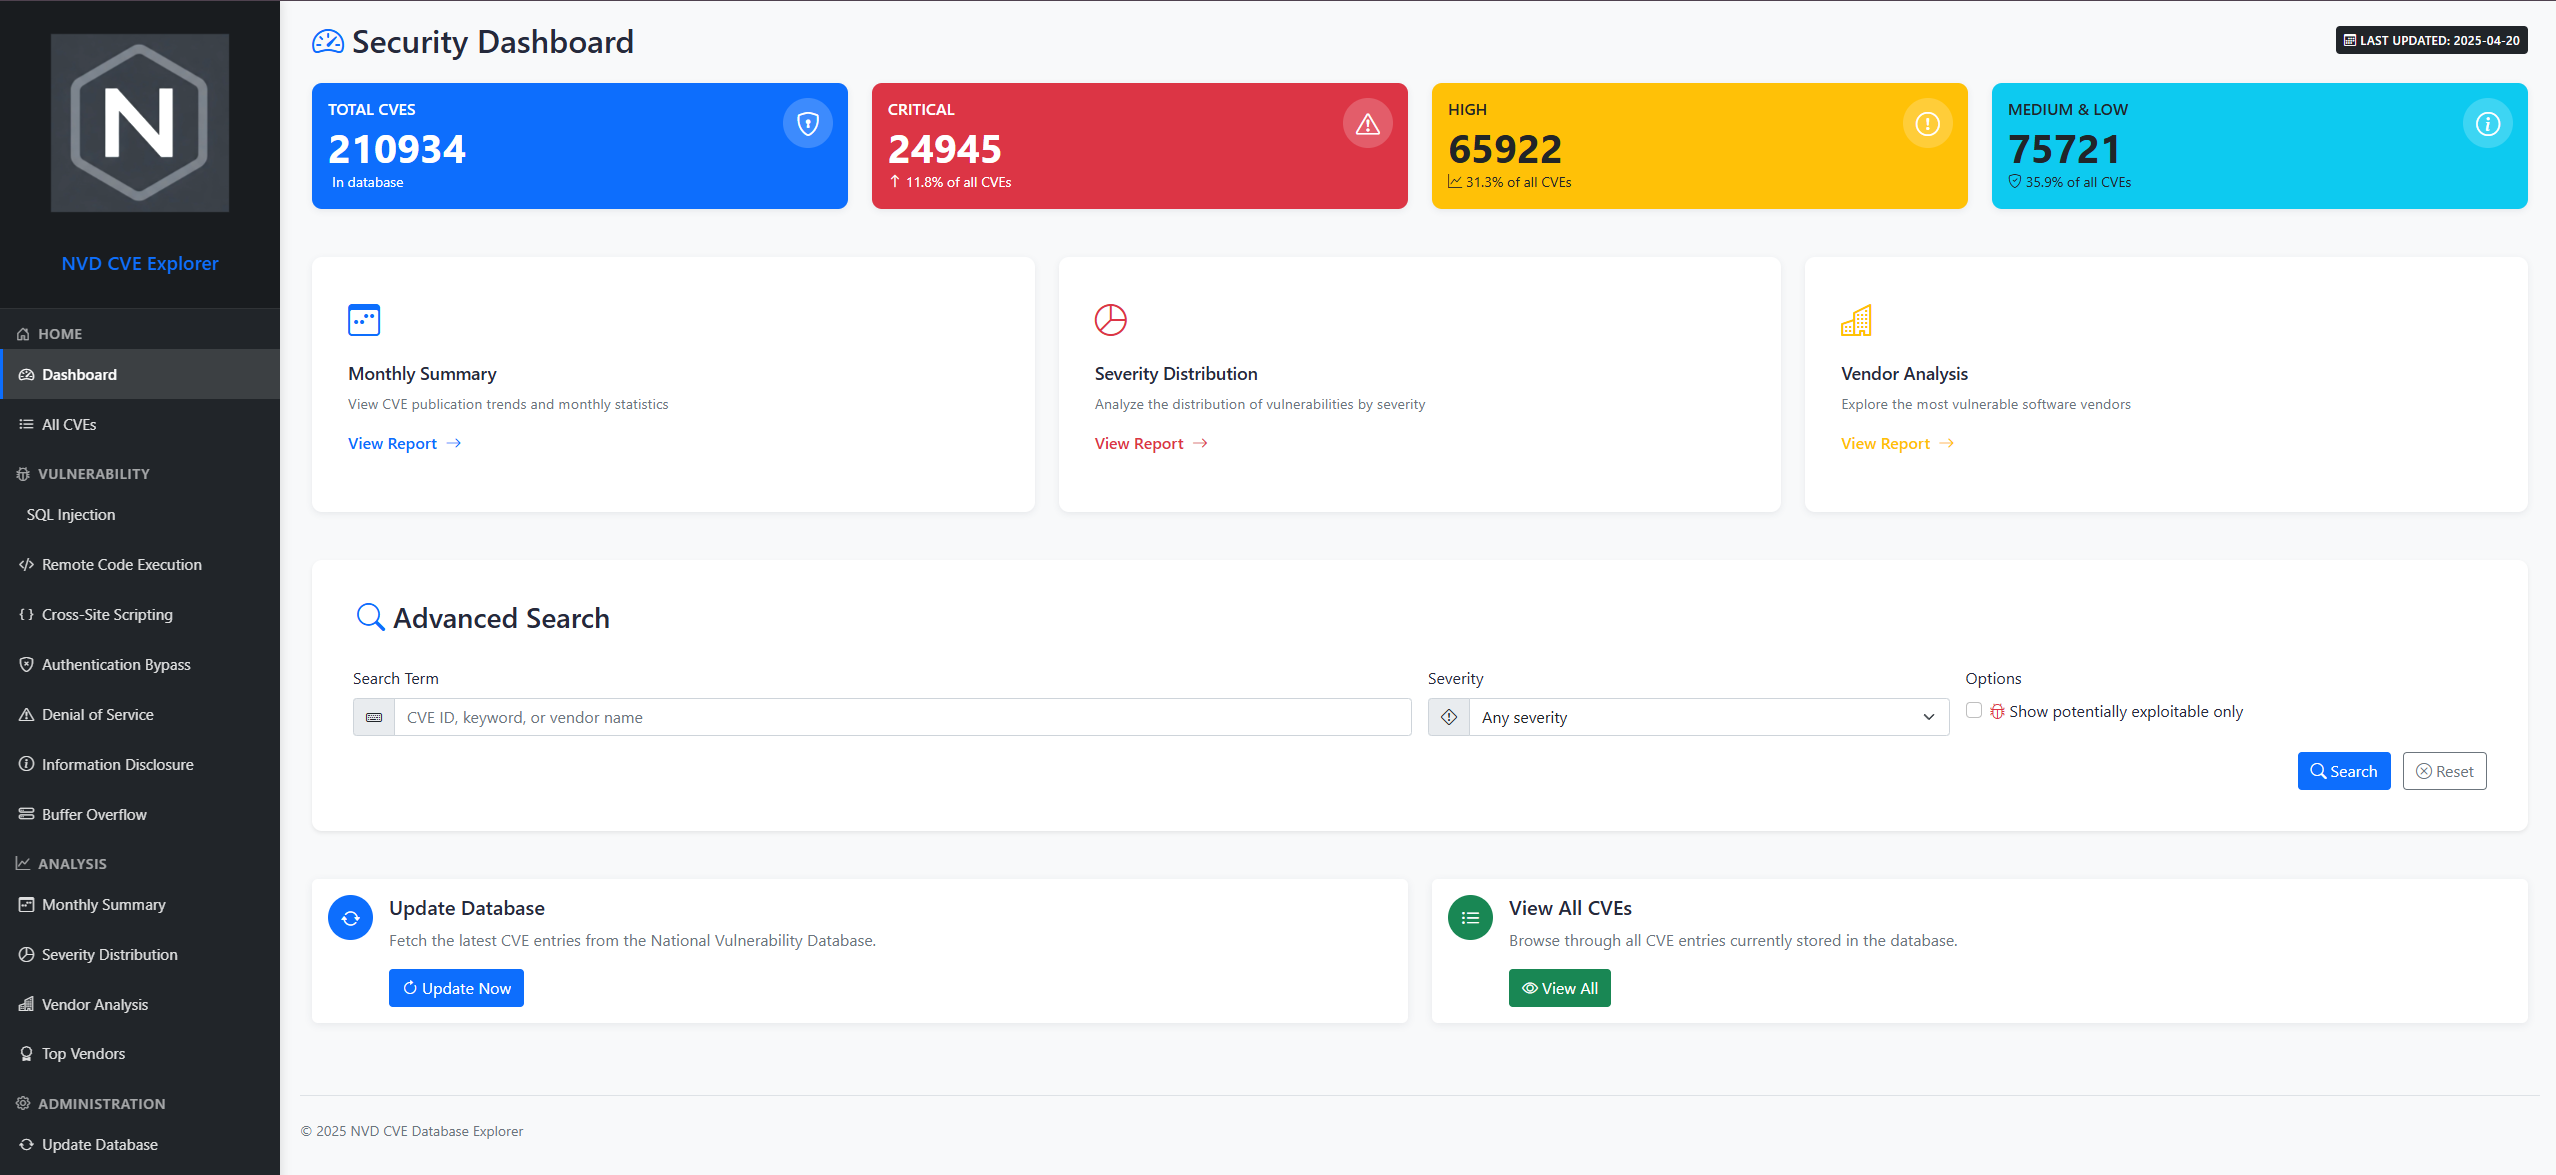 N
NVD CVE Explorer
HOME
Dashboard
All CVEs
VULNERABILITY
SQL Injection
Remote Code Execution
Cross-Site Scripting
Authentication Bypass
Denial of Service
Information Disclosure
Buffer Overflow
ANALYSIS
Monthly Summary
Severity Distribution
Vendor Analysis
Top Vendors
ADMINISTRATION
Update Database
Security Dashboard
LAST UPDATED: 2025-04-20
TOTAL CVES
210934
In database
CRITICAL
24945
11.8% of all CVEs
HIGH
65922
31.3% of all CVEs
MEDIUM & LOW
75721
35.9% of all CVEs
Monthly Summary
View CVE publication trends and monthly statistics
View Report
Severity Distribution
Analyze the distribution of vulnerabilities by severity
View Report
Vendor Analysis
Explore the most vulnerable software vendors
View Report
Advanced Search
Search Term
CVE ID, keyword, or vendor name
Severity
Any severity
Options
Show potentially exploitable only
Search
Reset
Update Database
Fetch the latest CVE entries from the National Vulnerability Database.
Update Now
View All CVEs
Browse through all CVE entries currently stored in the database.
View All
© 2025 NVD CVE Database Explorer